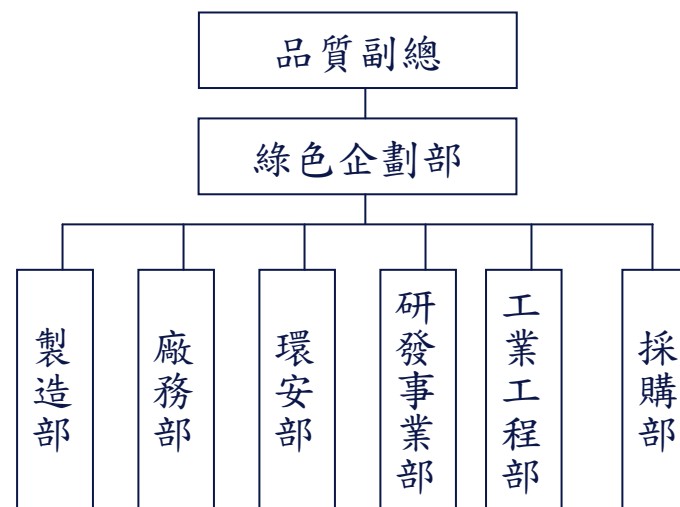 品質副總
綠色企劃部
製造部
廠務部
環安部
研發事業部
工業工程部
採購部